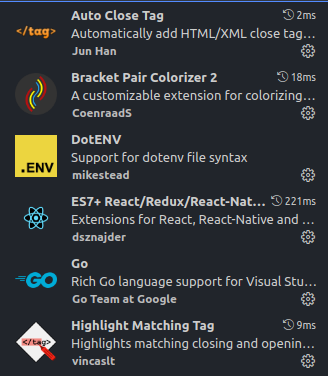 </tag>
Auto Close Tag 2ms
Automatically add HTML/XML close tag...
Jun Han
Bracket Pair Colorizer 2 18ms
A customizable extension for colorizing...
CoenraadS
.ENV
DotENV
Support for dotenv file syntax
mikestead
ES7+ React/Redux/React-Nat... 221ms
Extensions for React, React-Native and ...
dsznajder
GO
Go
Rich Go language support for Visual Stu...
Go Team at Google
</tag>
Highlight Matching Tag 9ms
Highlights matching closing and openin...
vincaslt